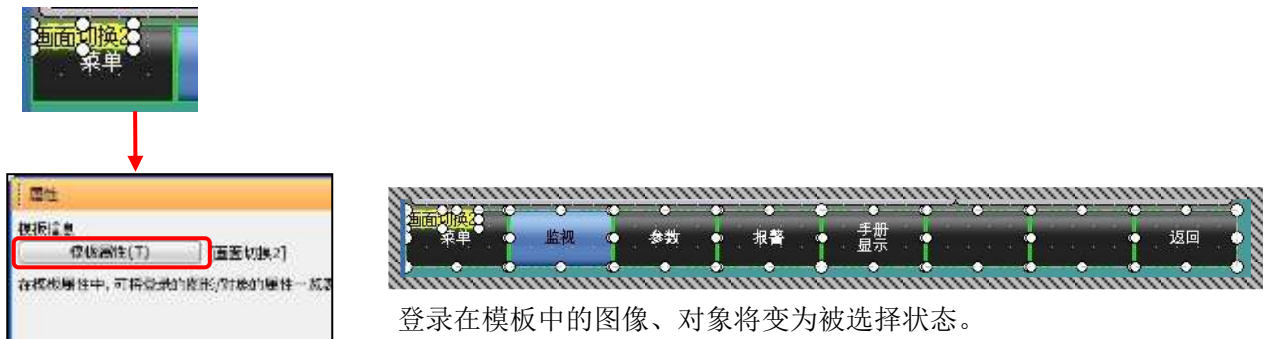 画面切换2
菜单
属性
模板信息
模板属性(T) [画面切换2]
在模板属性中,可将登录的图形/对象的属性一览表
画面切换2
菜单 监视 参数 报警 手册显示 返回
登录在模板中的图像、对象将变为被选择状态。